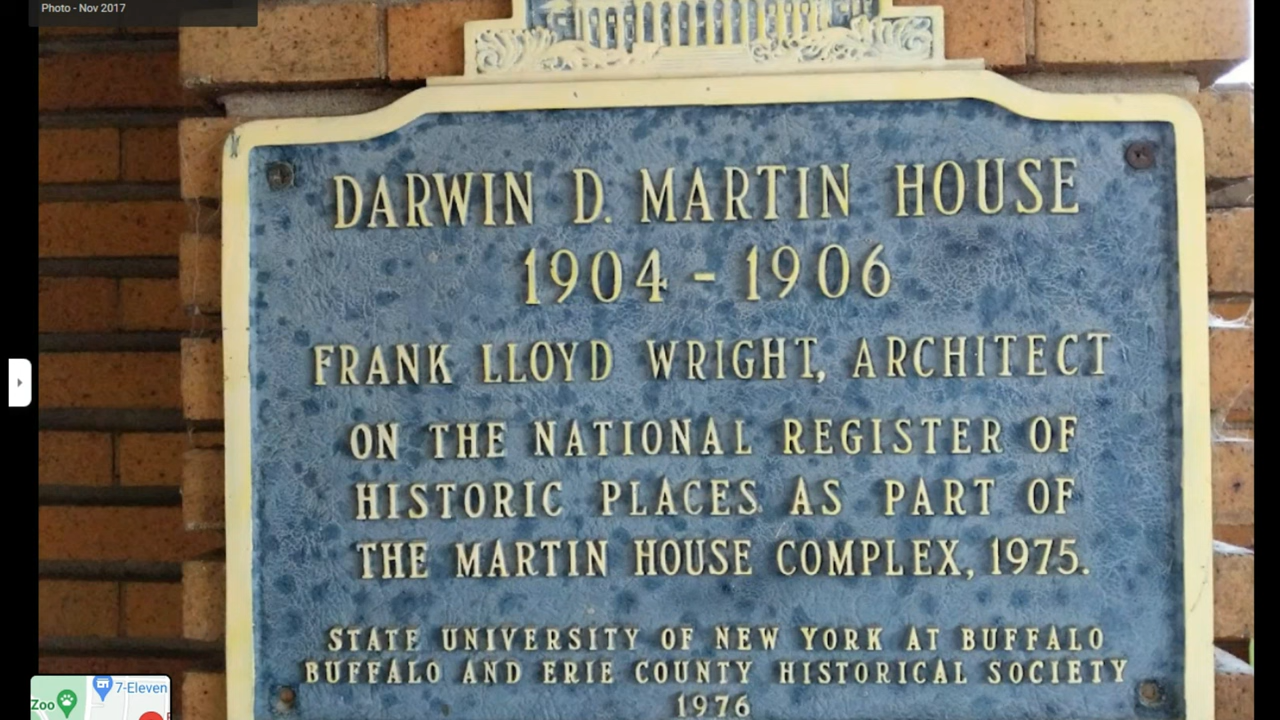 Photo - Nov 2017
DARWIN D. MARTIN HOUSE
1904 - 1906
FRANK LLOYD WRIGHT, ARCHITECT
ON THE NATIONAL REGISTER OF
HISTORIC PLACES AS PART OF
THE MARTIN HOUSE COMPLEX, 1975.
STATE UNIVERSITY OF NEW YORK AT BUFFALO
BUFFALO AND ERIE COUNTY HISTORICAL SOCIETY
1976
7-Eleven
Zoo